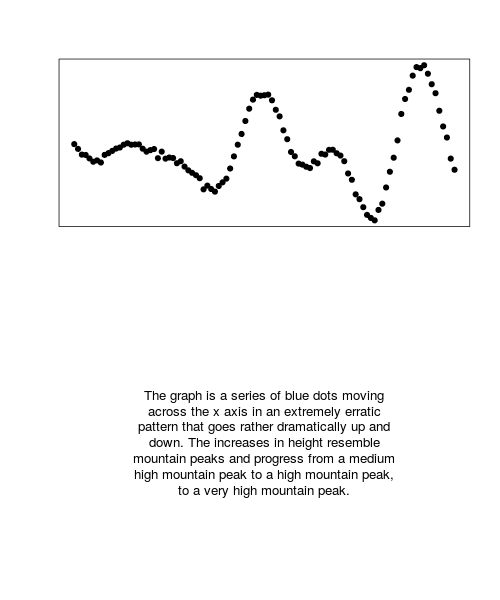 The graph is a series of blue dots moving
across the x axis in an extremely erratic
pattern that goes rather dramatically up and
down. The increases in height resemble
mountain peaks and progress from a medium
high mountain peak to a high mountain peak,
to a very high mountain peak.